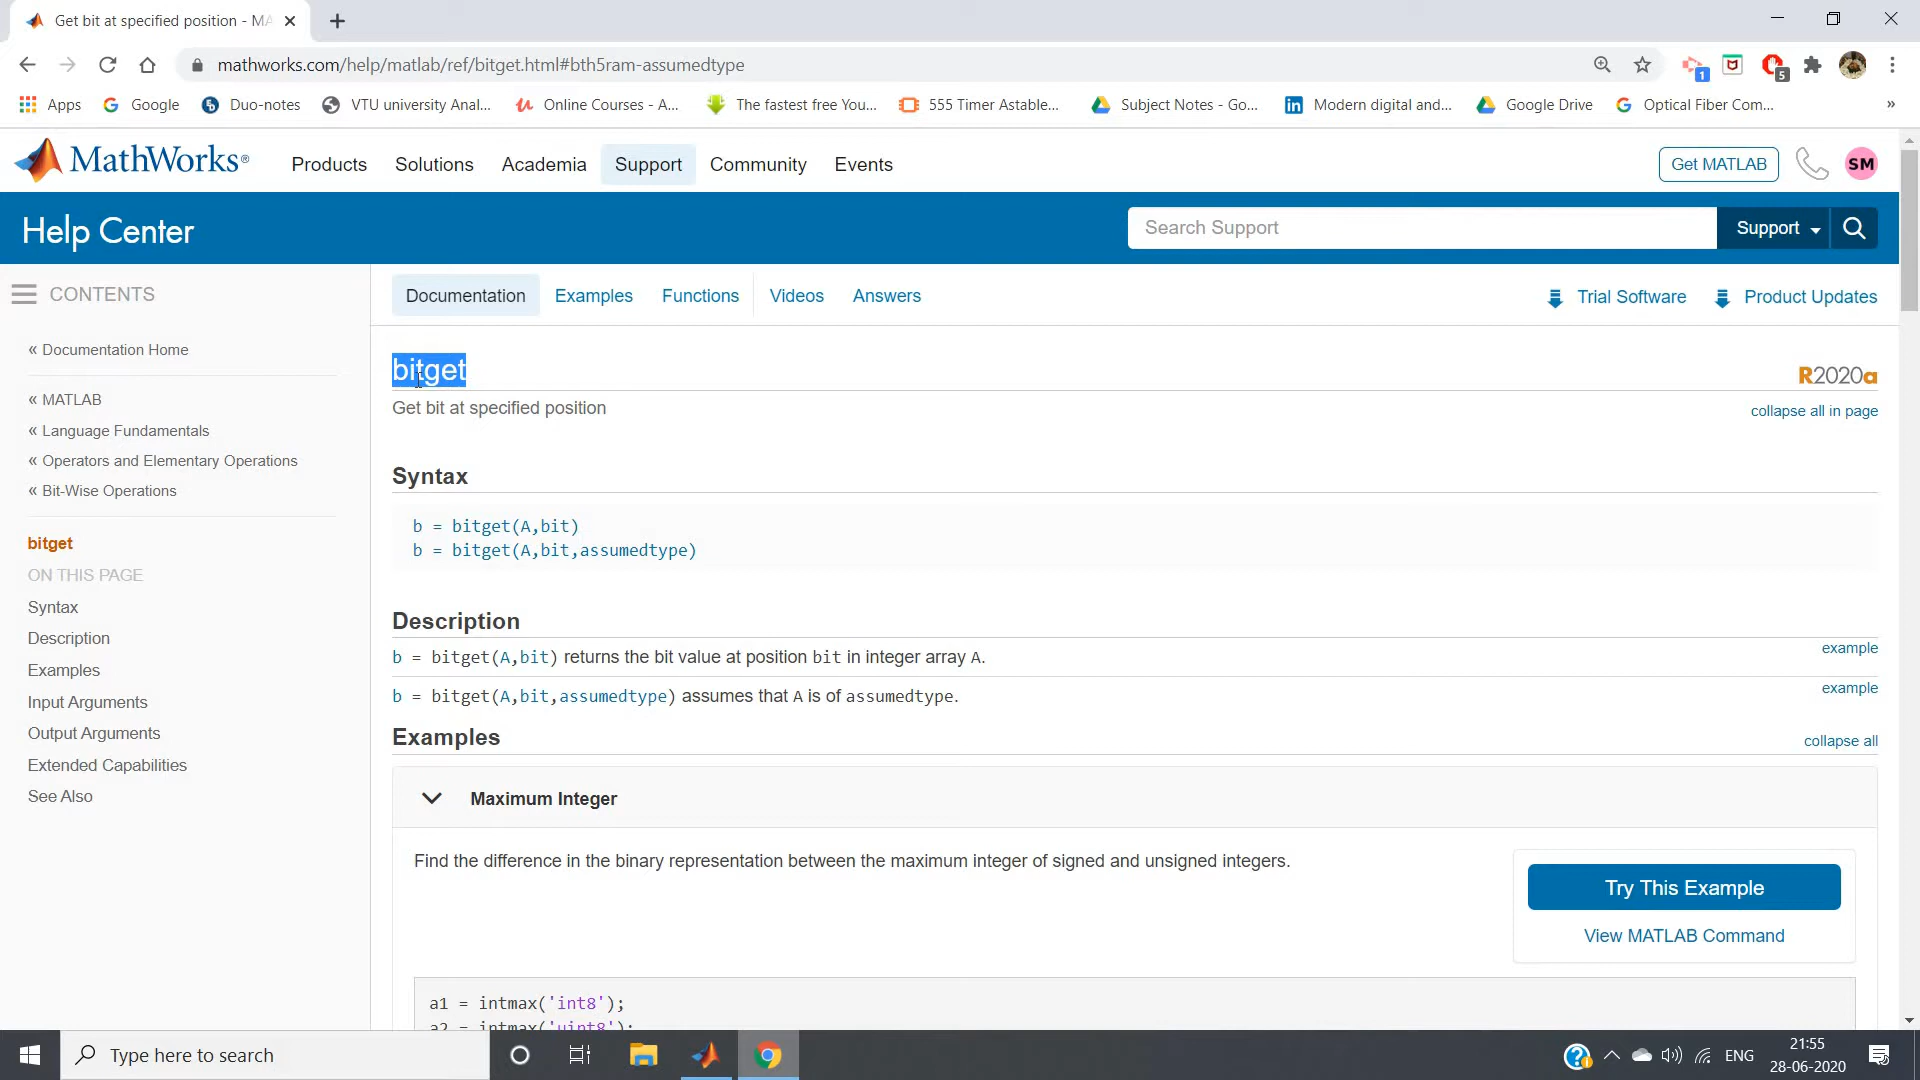 Get bit at specified position - MA
mathworks.com/help/matlab/ref/bitget.html#bth5ram-assumedtype
1
5
Apps
Google
Duo-notes
VTU university Anal...
Online Courses - A...
The fastest free You...
555 Timer Astable...
Subject Notes - Go...
Modern digital and...
Google Drive
Optical Fiber Com...
»
MathWorks®
Products
Solutions
Academia
Support
Community
Events
Get MATLAB
SM
Help Center
Search Support
Support
CONTENTS
Documentation
Examples
Functions
Videos
Answers
Trial Software
Product Updates
« Documentation Home
« MATLAB
« Language Fundamentals
« Operators and Elementary Operations
« Bit-Wise Operations
bitget
ON THIS PAGE
Syntax
Description
Examples
Input Arguments
Output Arguments
Extended Capabilities
See Also
bitget
R2020a
Get bit at specified position
collapse all in page
Syntax
b = bitget(A,bit)
b = bitget(A,bit,assumedtype)
Description
b = bitget(A,bit) returns the bit value at position bit in integer array A.
example
b = bitget(A,bit,assumedtype) assumes that A is of assumedtype.
example
Examples
collapse all
Maximum Integer
Find the difference in the binary representation between the maximum integer of signed and unsigned integers.
Try This Example
View MATLAB Command
a1 = intmax('int8');
a2 = intmax('uint8');
Type here to search
ENG
21:55
28-06-2020